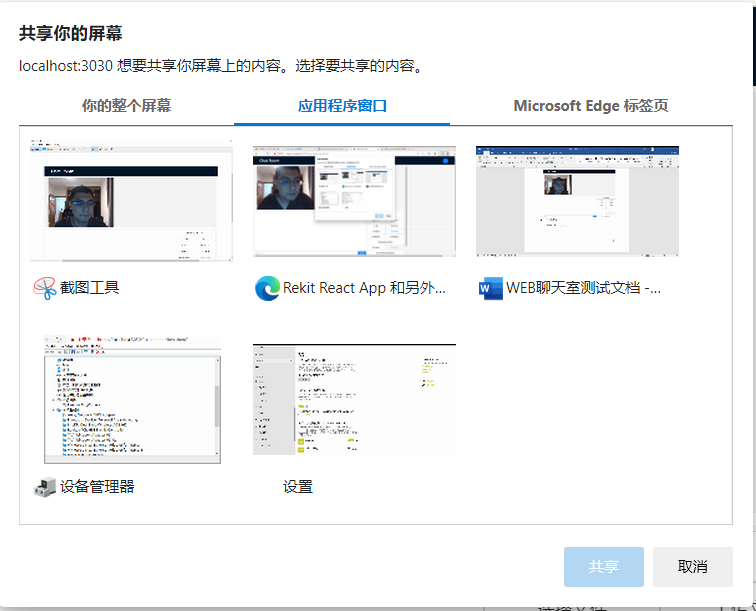 共享你的屏幕
localhost:3030 想要共享你屏幕上的内容。选择要共享的内容。
你的整个屏幕
应用程序窗口
Microsoft Edge 标签页
Chat Room
截图工具
Rekit React App 和另外...
WEB聊天室测试文档 -...
设备管理器
设置
共享
取消